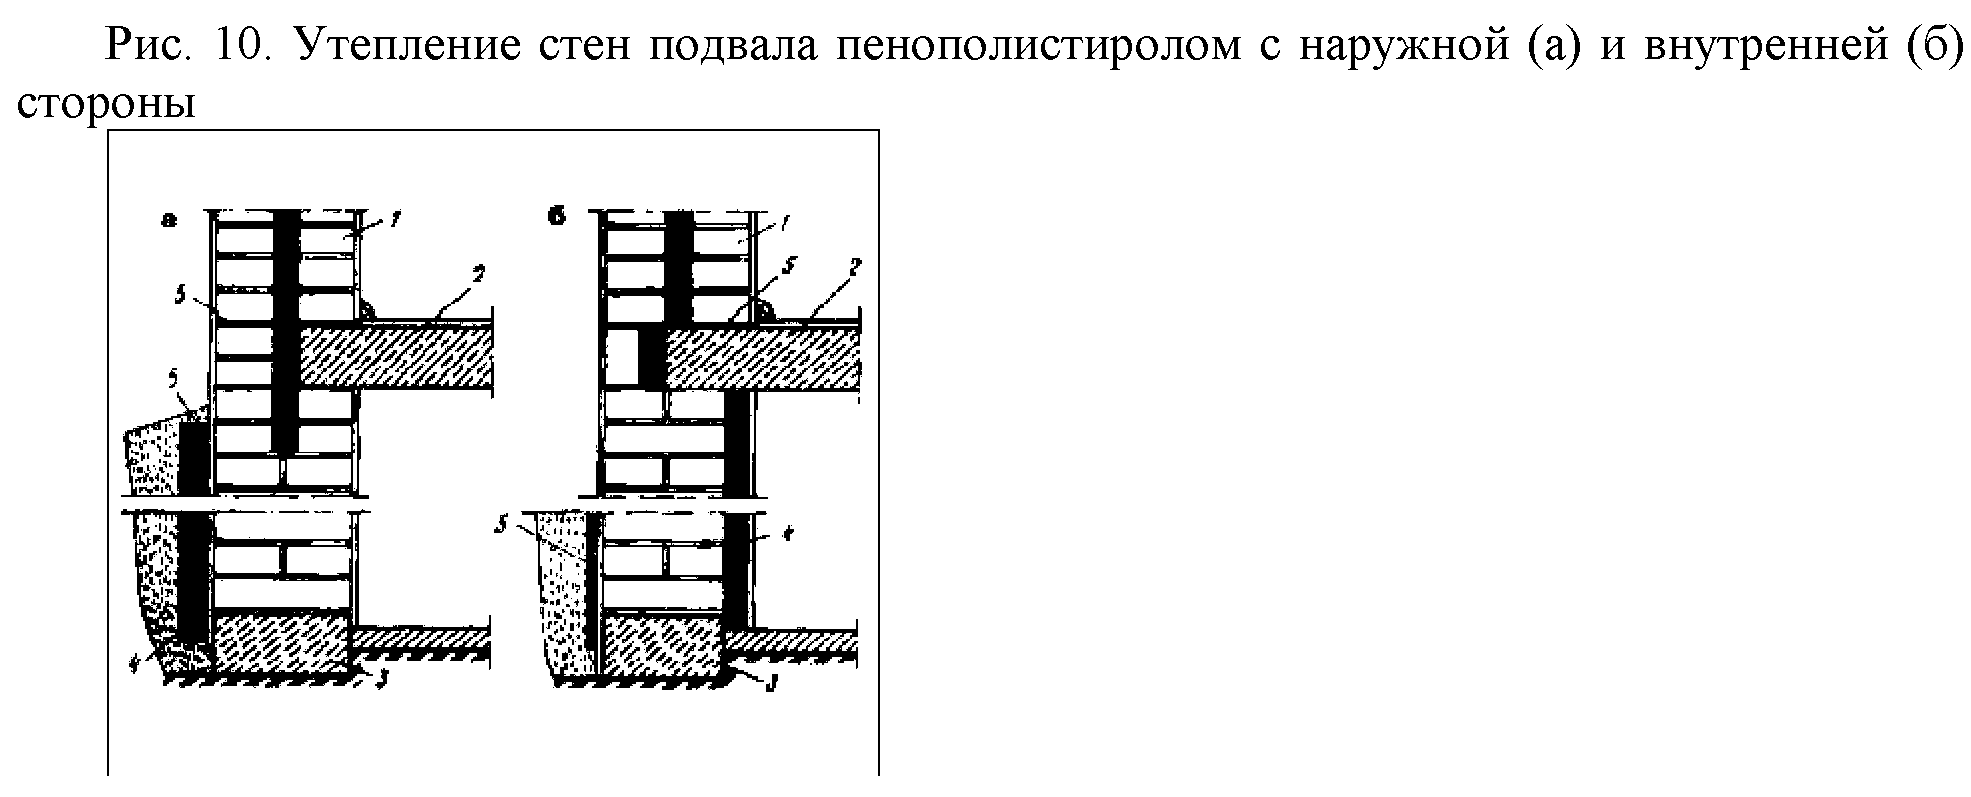 Рис. 10. Утепление стен подвала пенополистиролом с наружной (а) и внутренней (б)
стороны
а 1 б 1
5 2 5 2
5
5 4
4 3 3